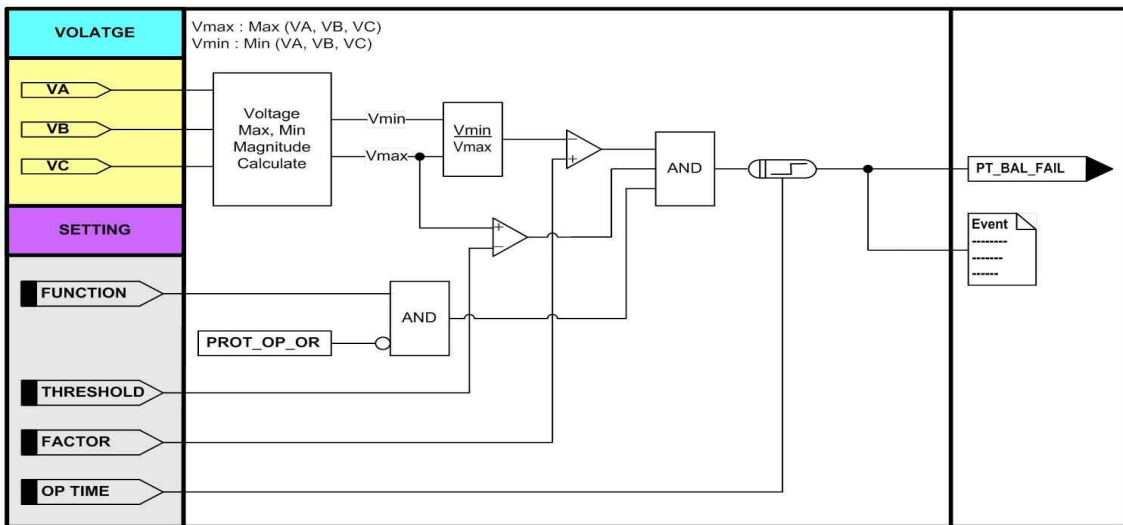 VOLATGE
Vmax : Max (VA, VB, VC)
Vmin : Min (VA, VB, VC)
VA
VB
VC
Voltage
Max, Min
Magnitude
Calculate
Vmin
Vmax
Vmin
Vmax
AND
PT_BAL_FAIL
SETTING
Event
--------
-------
------
FUNCTION
AND
PROT_OP_OR
THRESHOLD
FACTOR
OP TIME